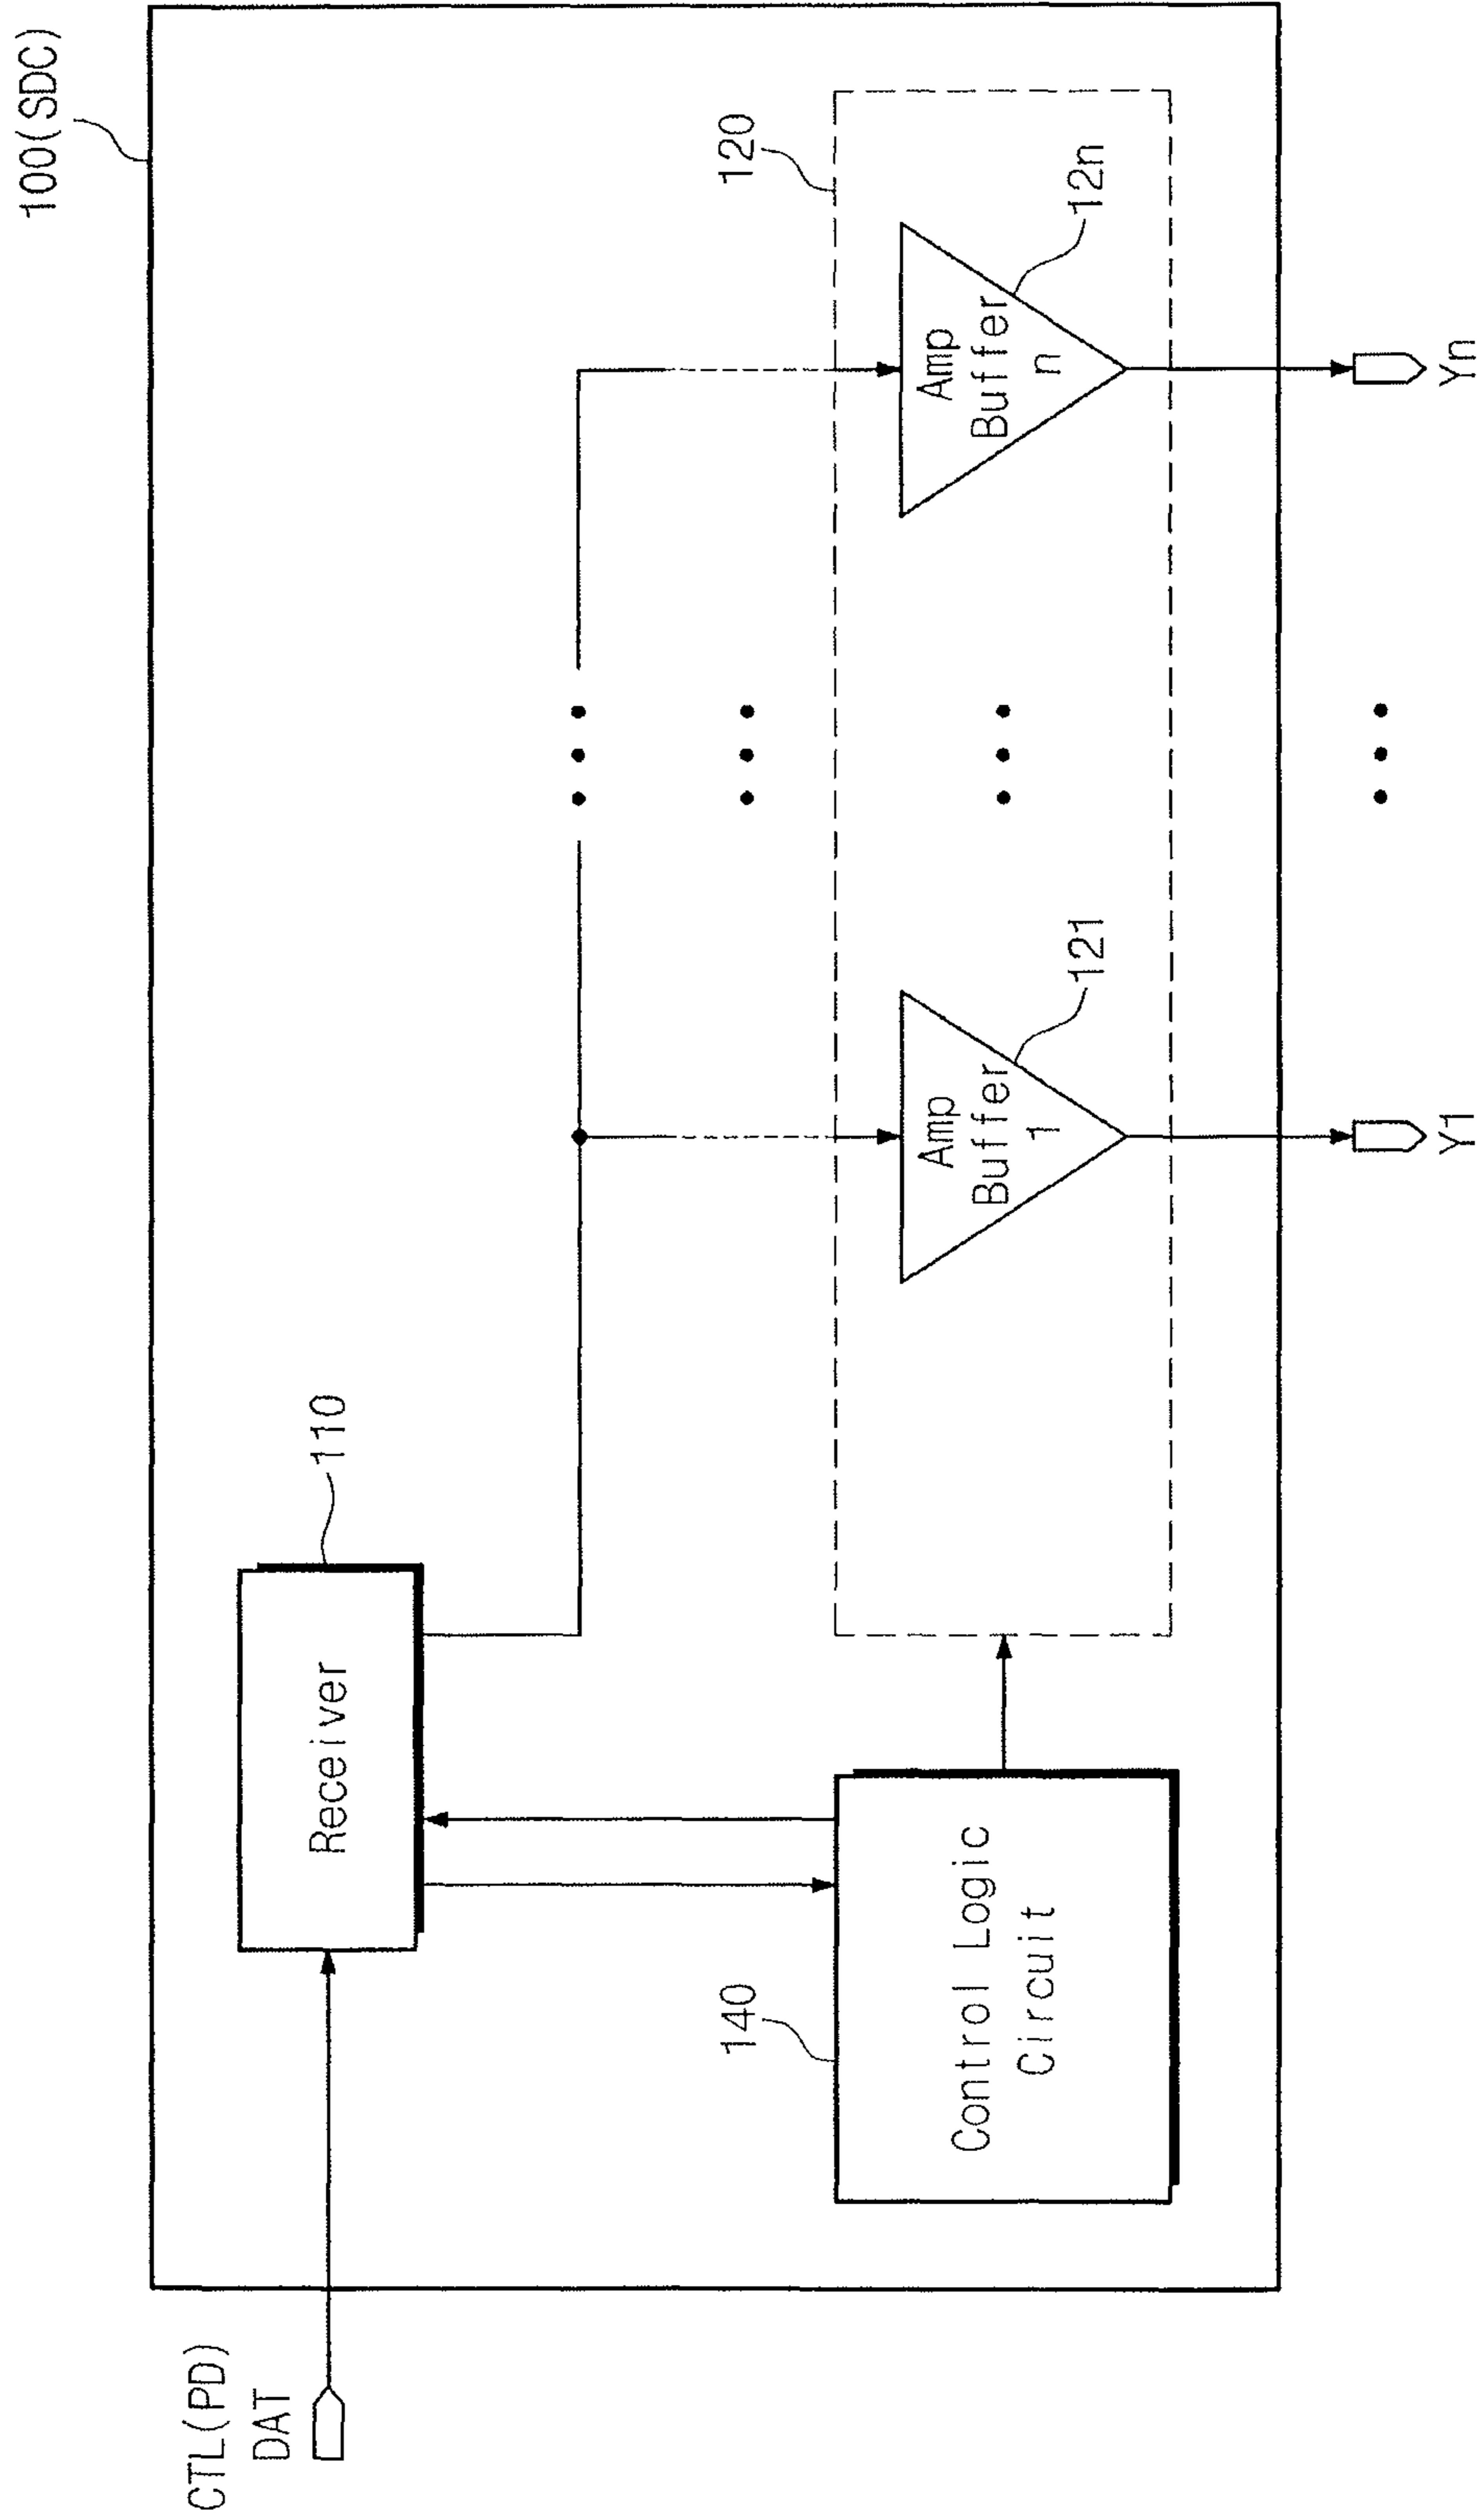 100(SDC)
CTL(PD)
DAT
Receiver
110
140
Control Logic
Circuit
120
Amp
Buffer
1
121
Amp
Buffer
n
12n
Y1
Yn